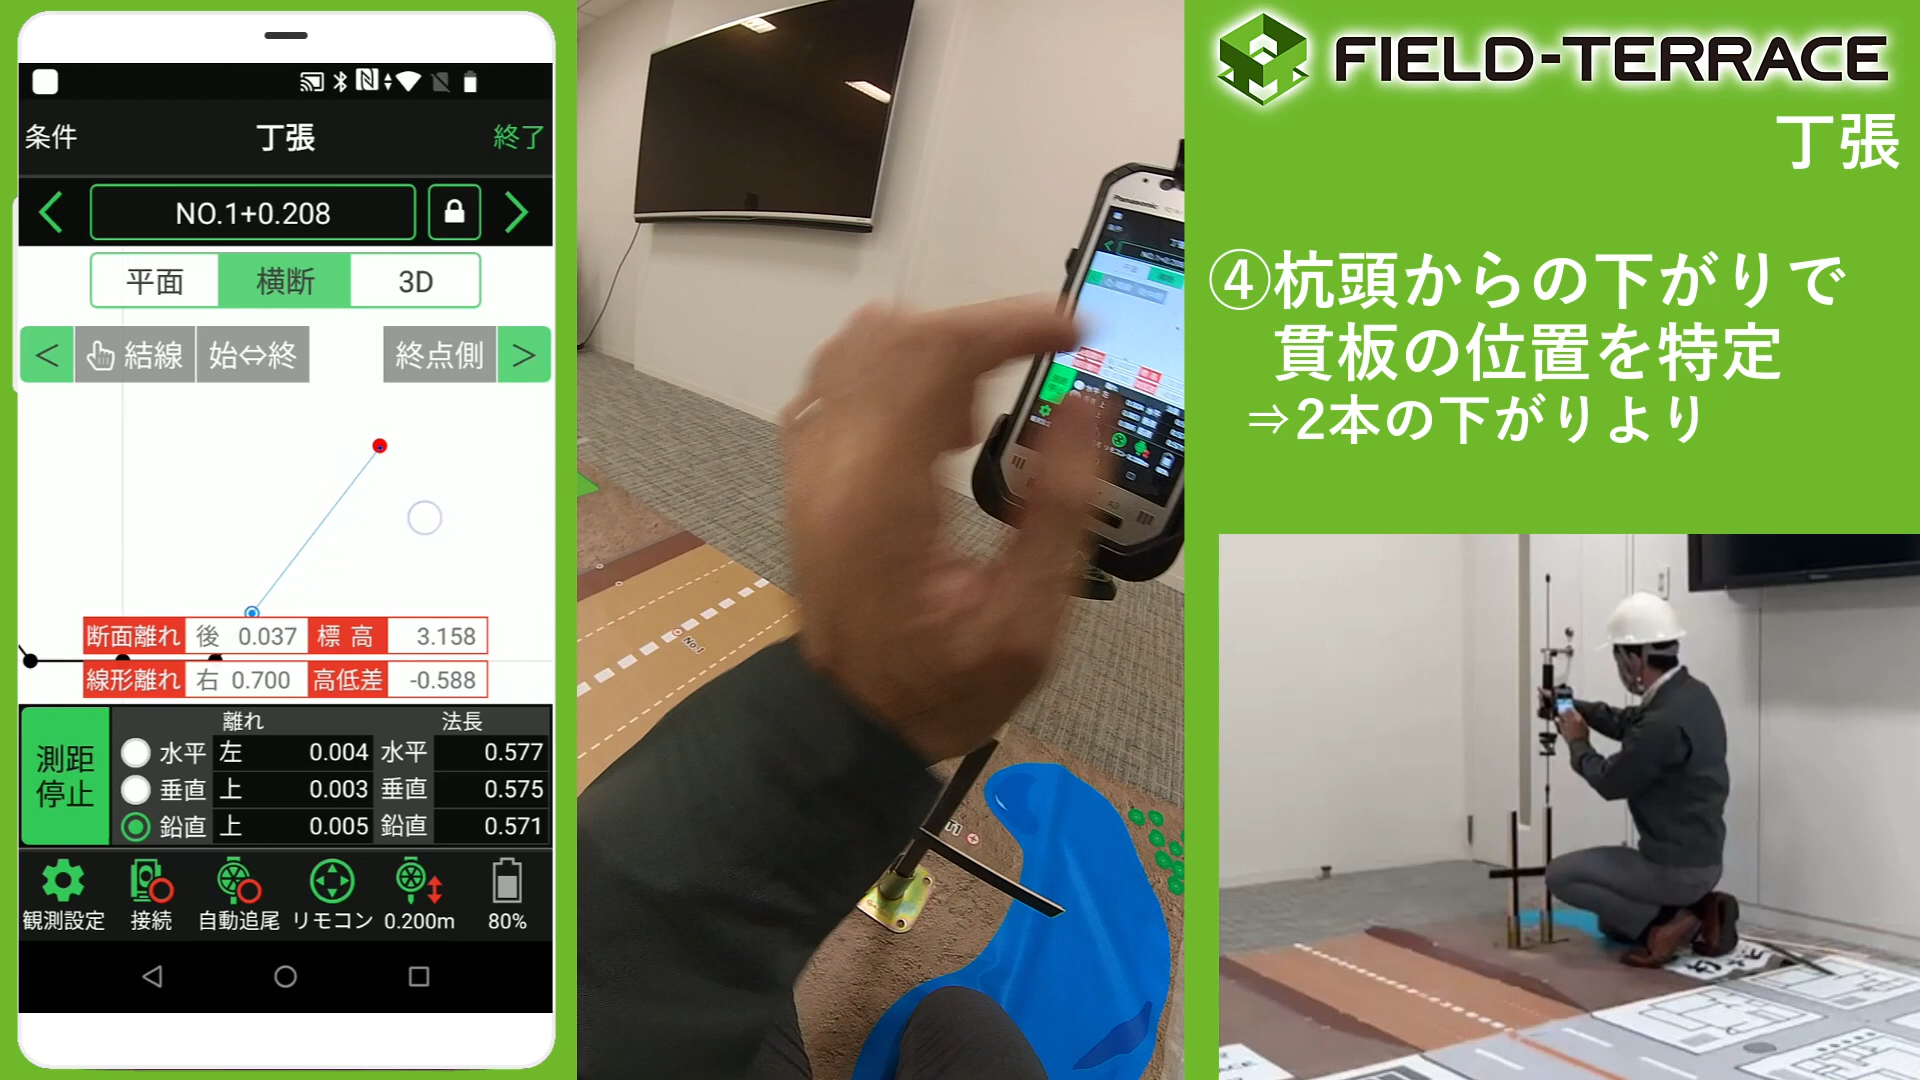 条件 丁張 終了
NO.1+0.208
平面 横断 3D
< 結線 始⇔終 終点側 >
断面離れ 後 0.037 標高 3.158
線形離れ 右 0.700 高低差 -0.588
離れ 法長
測距停止
水平 左 0.004 水平 0.577
垂直 上 0.003 垂直 0.575
鉛直 上 0.005 鉛直 0.571
観測設定 接続 自動追尾 リモコン 0.200m 80%
Panasonic
No.1
T1
FIELD-TERRACE
丁張
④杭頭からの下がりで
貫板の位置を特定
⇒2本の下がりより